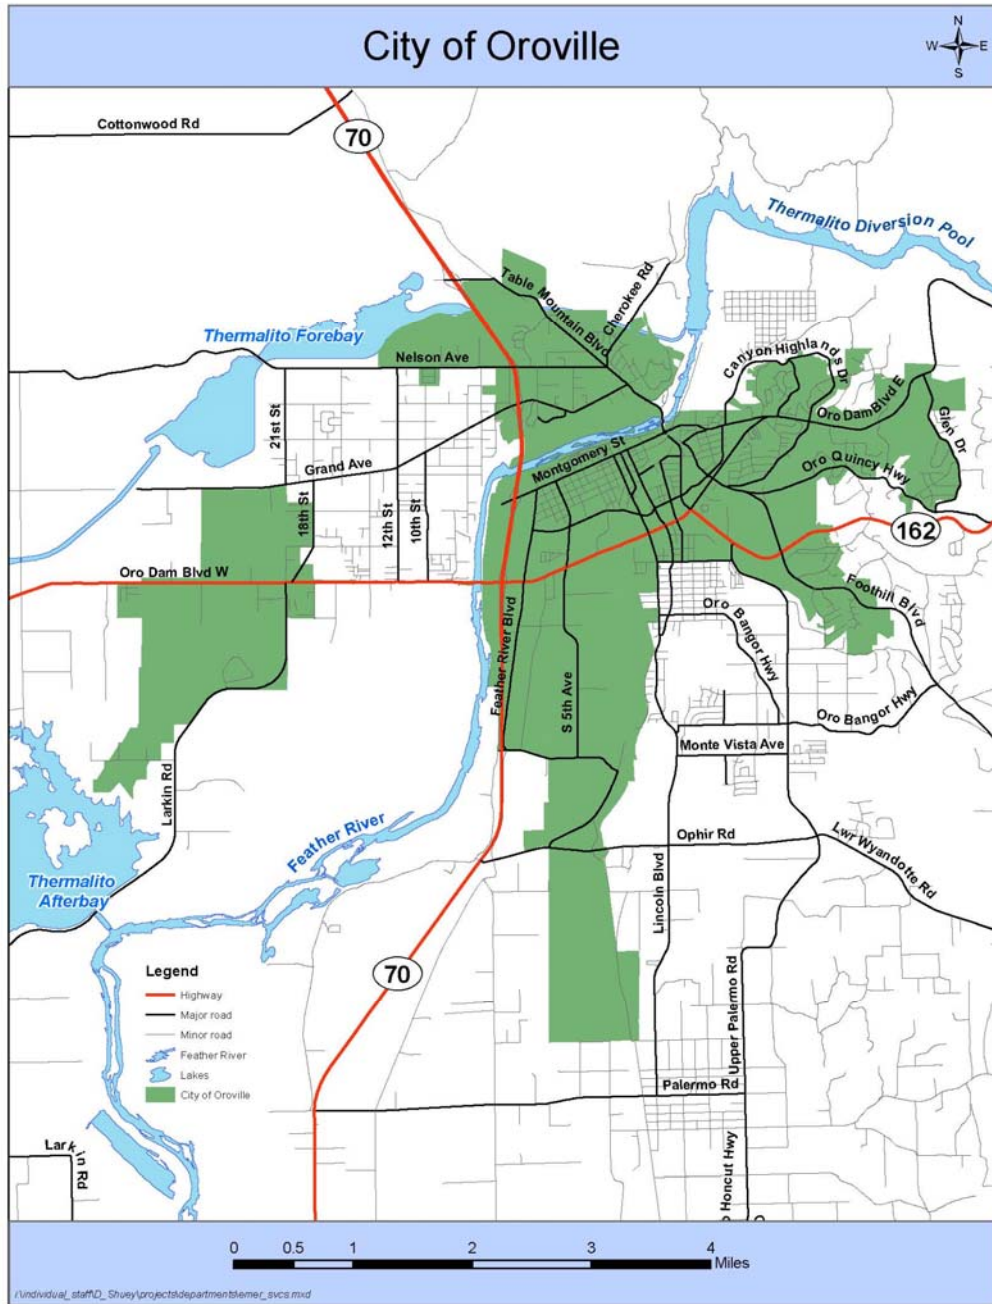 City of Oroville
N
W E
S
Cottonwood Rd
70
Thermalito Diversion Pool
Table Mountain Blvd
Cherokee Rd
Thermalito Forebay
Nelson Ave
Canyon Highlands Dr
Oro Dam Blvd E
Glen Dr
21st St
Montgomery St
Grand Ave
Oro Quincy Hwy
18th St
12th St
10th St
162
Oro Dam Blvd W
Foothill Blvd
Feather River Blvd
Oro Bangor Hwy
S 5th Ave
Oro Bangor Hwy
Monte Vista Ave
Larkin Rd
Feather River
Ophir Rd
Lwr Wyandotte Rd
Thermalito
Afterbay
Lincoln Blvd
70
Upper Palermo Rd
Legend
Highway
Major road
Minor road
Feather River
Lakes
City of Oroville
Palermo Rd
Larkin Rd
o Honcut Hwy
0 0.5 1 2 3 4
Miles